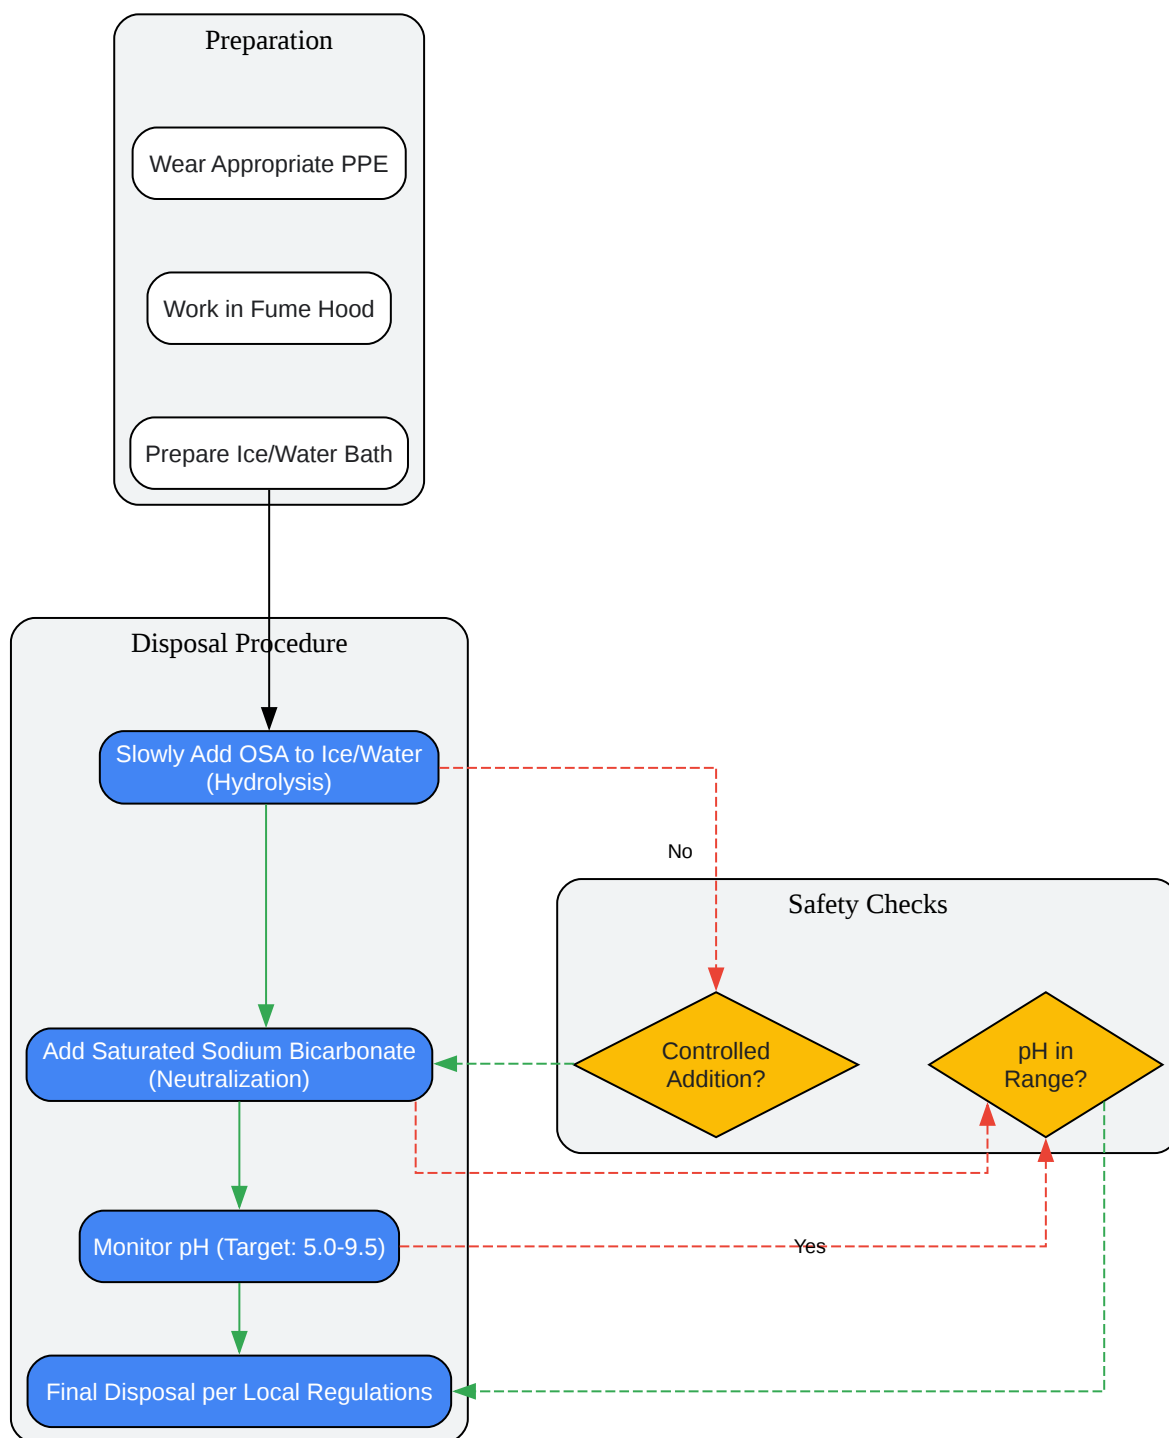 Preparation
Wear Appropriate PPE
Work in Fume Hood
Prepare Ice/Water Bath
Disposal Procedure
Slowly Add OSA to Ice/Water
(Hydrolysis)
No
Safety Checks
Add Saturated Sodium Bicarbonate
(Neutralization)
Controlled
Addition?
pH in
Range?
Monitor pH (Target: 5.0-9.5)
Yes
Final Disposal per Local Regulations